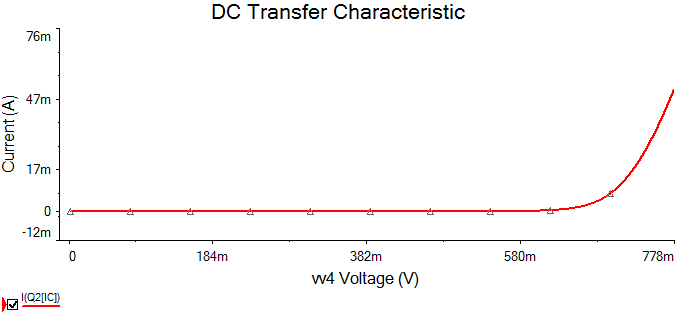 DC Transfer Characteristic
76m
47m
17m
0
-12m
Current (A)
0 184m 382m 580m 778m
vv4 Voltage (V)
I(Q2[IC])